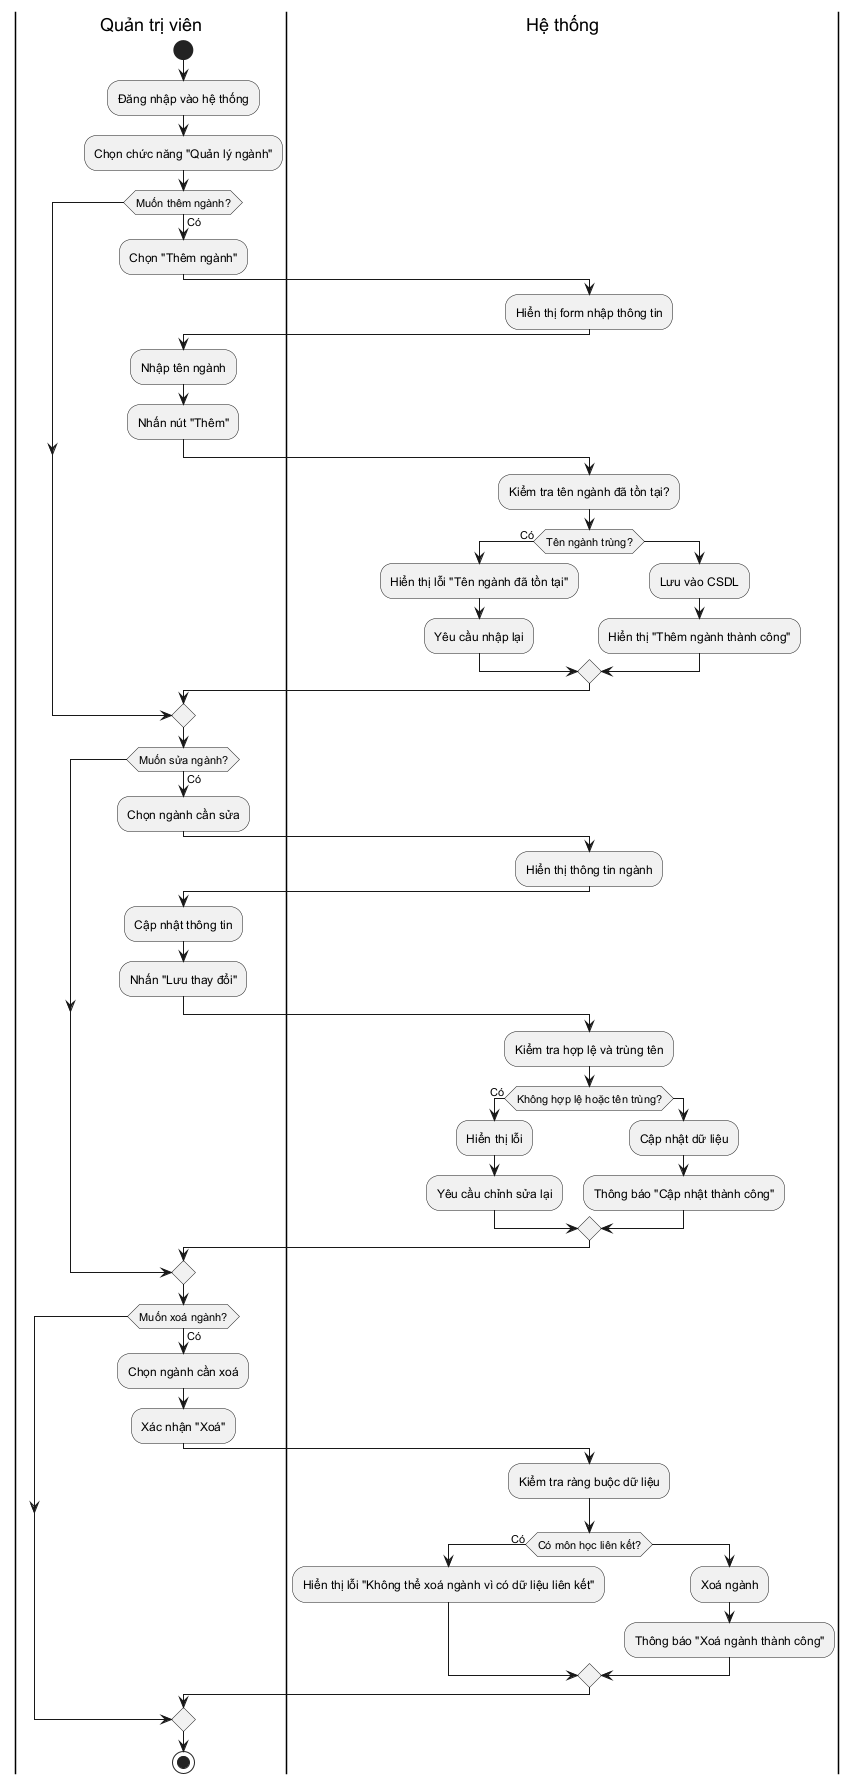 Quản trị viên
Hệ thống
Đăng nhập vào hệ thống
Chọn chức năng "Quản lý ngành"
Muốn thêm ngành?
Có
Chọn "Thêm ngành"
Hiển thị form nhập thông tin
Nhập tên ngành
Nhấn nút "Thêm"
Kiểm tra tên ngành đã tồn tại?
Có
Tên ngành trùng?
Hiển thị lỗi "Tên ngành đã tồn tại"
Lưu vào CSDL
Yêu cầu nhập lại
Hiển thị "Thêm ngành thành công"
Muốn sửa ngành?
Có
Chọn ngành cần sửa
Hiển thị thông tin ngành
Cập nhật thông tin
Nhấn "Lưu thay đổi"
Kiểm tra hợp lệ và trùng tên
Có
Không hợp lệ hoặc tên trùng?
Hiển thị lỗi
Cập nhật dữ liệu
Yêu cầu chỉnh sửa lại
Thông báo "Cập nhật thành công"
Muốn xoá ngành?
Có
Chọn ngành cần xoá
Xác nhận "Xoá"
Kiểm tra ràng buộc dữ liệu
Có
Có môn học liên kết?
Hiển thị lỗi "Không thể xoá ngành vì có dữ liệu liên kết"
Xoá ngành
Thông báo "Xoá ngành thành công"